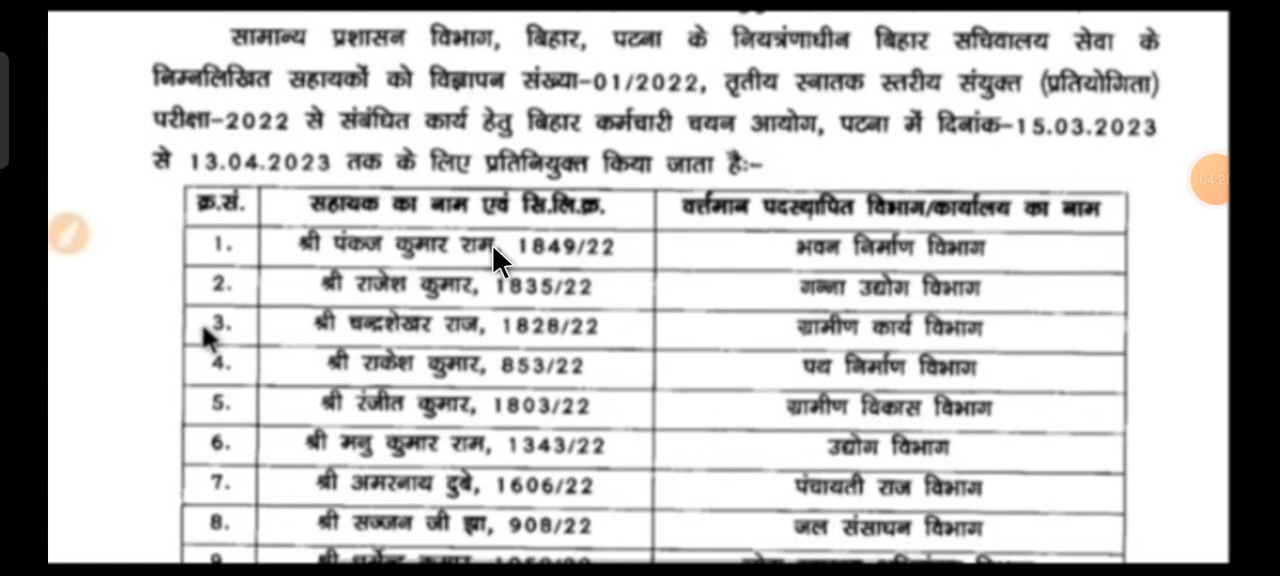 सामान्य प्रशासन विभाग, बिहार, पटना के नियत्रंणाधीन बिहार सचिवालय सेवा के
निम्नलिखित सहायकों को विज्ञापन संख्या-01/2022, तृतीय स्नातक स्तरीय संयुक्त (प्रतियोगिता)
परीक्षा-2022 से संबंधित कार्य हेतु बिहार कर्मचारी चयन आयोग, पटना में दिनांक-15.03.2023
से 13.04.2023 तक के लिए प्रतिनियुक्त किया जाता है:-
क्र.सं. सहायक का नाम एवं सि.लि.क्र. वर्त्तमान पदस्थापित विभाग/कार्यालय का नाम
1. श्री पंकज कुमार राम, 1849/22 भवन निर्माण विभाग
2. श्री राजेश कुमार, 1835/22 गन्ना उद्योग विभाग
3. श्री चन्द्रशेखर राज, 1828/22 ग्रामीण कार्य विभाग
4. श्री राकेश कुमार, 853/22 पथ निर्माण विभाग
5. श्री रंजीत कुमार, 1803/22 ग्रामीण विकास विभाग
6. श्री मनु कुमार राम, 1343/22 उद्योग विभाग
7. श्री अमरनाथ दुबे, 1606/22 पंचायती राज विभाग
8. श्री सज्जन जी झा, 908/22 जल संसाधन विभाग